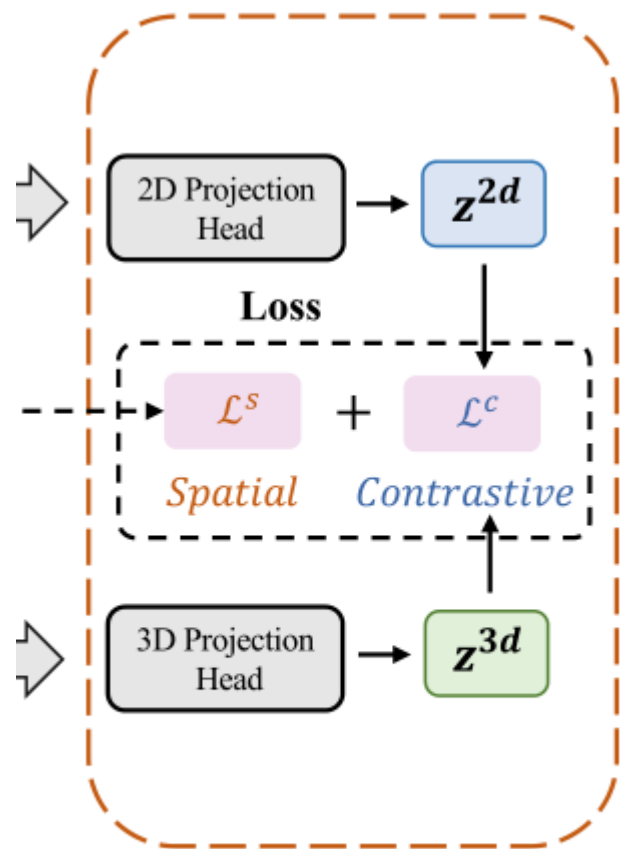 2D Projection
Head
z^{2d}
Loss
ℒ^s + ℒ^c
Spatial Contrastive
3D Projection
Head
z^{3d}